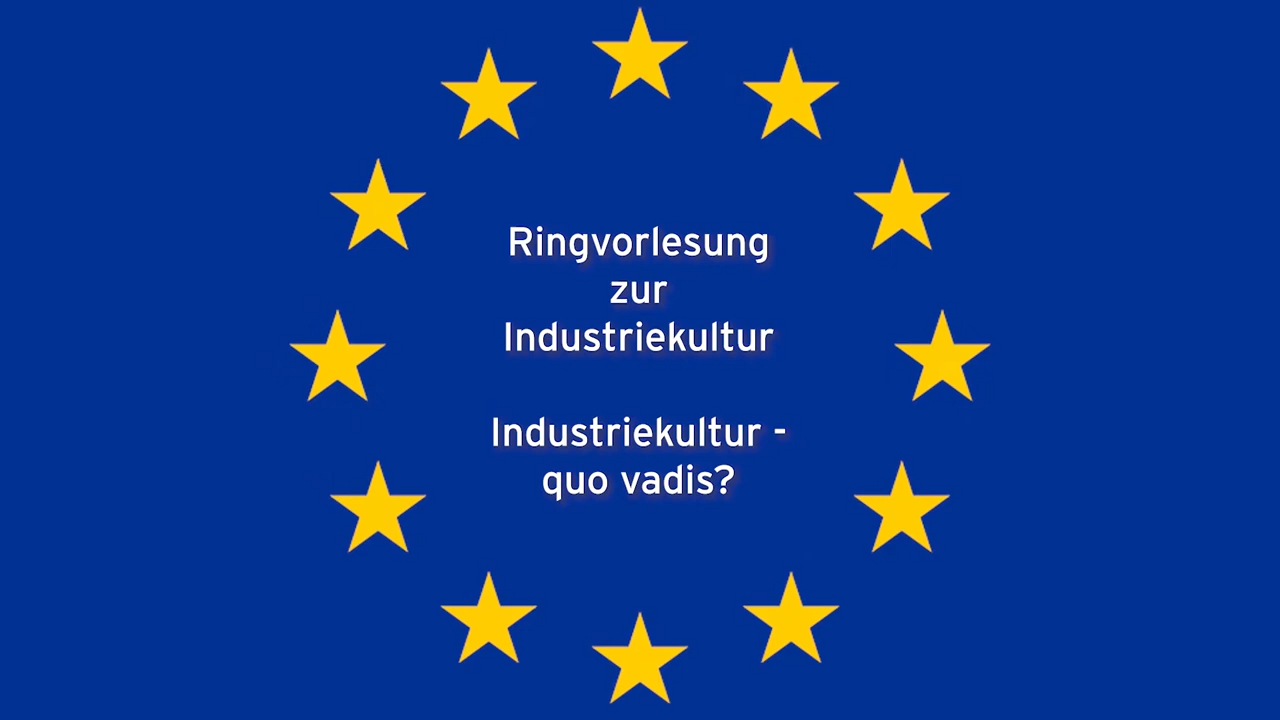 Ringvorlesung
zur
Industriekultur
Industriekultur -
quo vadis?